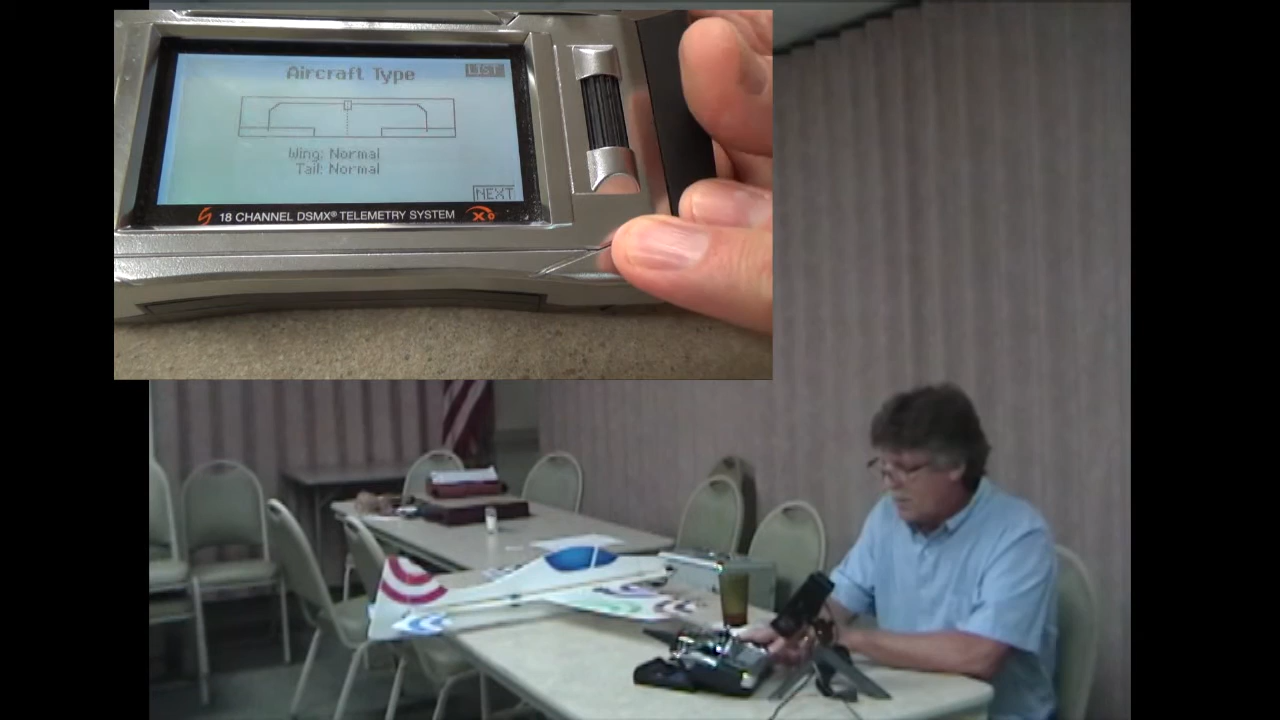 Aircraft Type
LIST
Wing: Normal
Tail: Normal
NEXT
18 CHANNEL DSMX® TELEMETRY SYSTEM